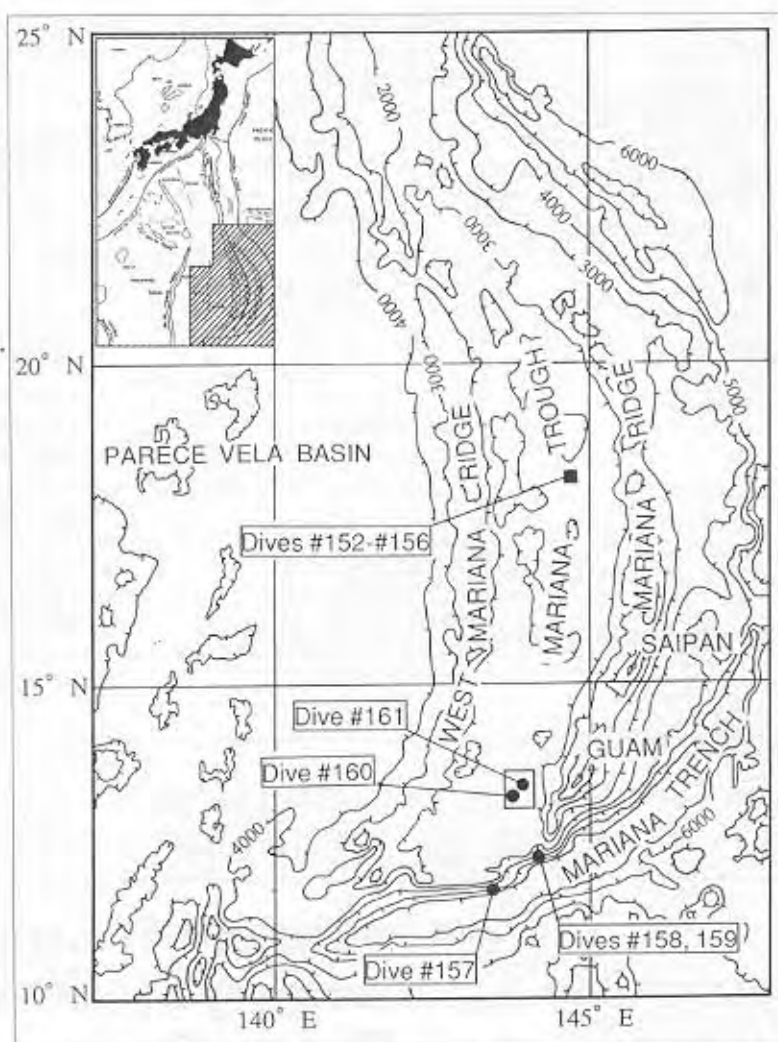 25° N
2000
6000
4000
3000
3000
4000
3000
5000
20° N
TROUGH
RIDGE
RIDGE
PARECE VELA BASIN
Dives #152-#156
MARIANA
MARIANA
MARIANA
SAIPAN
15° N
Dive #161
WEST
GUAM
Dive #160
TRENCH
4000
MARIANA
6000
Dives #158, 159
Dive #157
10° N
140° E
145° E